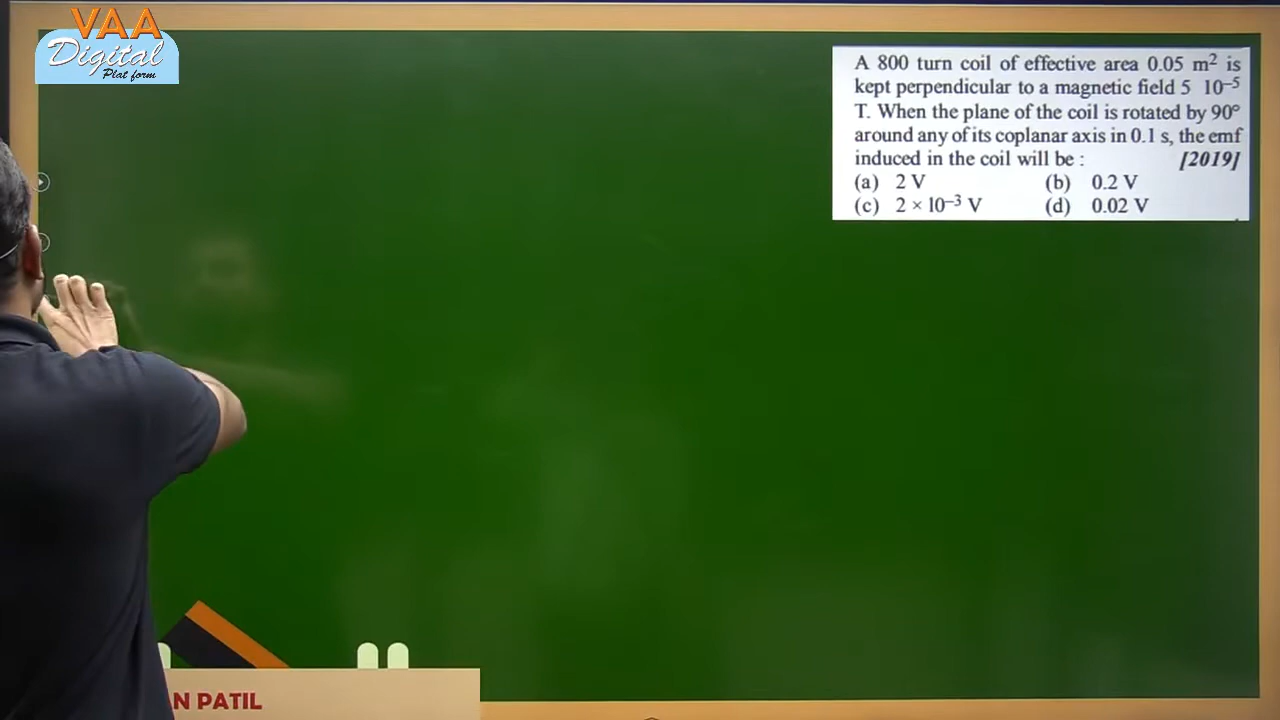 VAA
Digital
Plat form
A 800 turn coil of effective area 0.05 m² is
kept perpendicular to a magnetic field 5 10⁻⁵
T. When the plane of the coil is rotated by 90°
around any of its coplanar axis in 0.1 s, the emf
induced in the coil will be : [2019]
(a) 2 V (b) 0.2 V
(c) 2 × 10⁻³ V (d) 0.02 V
N PATIL